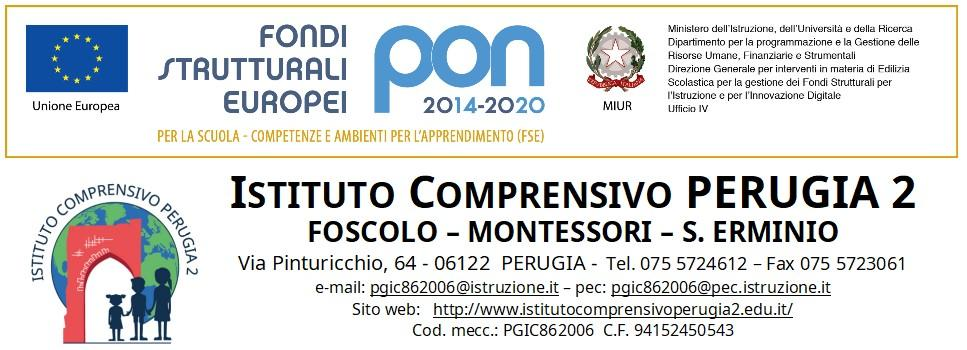 Unione Europea
FONDI
STRUTTURALI
EUROPEI
pon
2014-2020
PER LA SCUOLA - COMPETENZE E AMBIENTI PER L'APPRENDIMENTO (FSE)
MIUR
Ministero dell'Istruzione, dell'Università e della Ricerca
Dipartimento per la programmazione e la Gestione delle
Risorse Umane, Finanziarie e Strumentali
Direzione Generale per interventi in materia di Edilizia
Scolastica per la gestione dei Fondi Strutturali per
l'Istruzione e per l'Innovazione Digitale
Ufficio IV
ISTITUTO COMPRENSIVO PERUGIA 2
ISTITUTO COMPRENSIVO PERUGIA 2
FOSCOLO – MONTESSORI – S. ERMINIO
Via Pinturicchio, 64 - 06122 PERUGIA - Tel. 075 5724612 – Fax 075 5723061
e-mail: pgic862006@istruzione.it – pec: pgic862006@pec.istruzione.it
Sito web: http://www.istitutocomprensivoperugia2.edu.it/
Cod. mecc.: PGIC862006 C.F. 94152450543